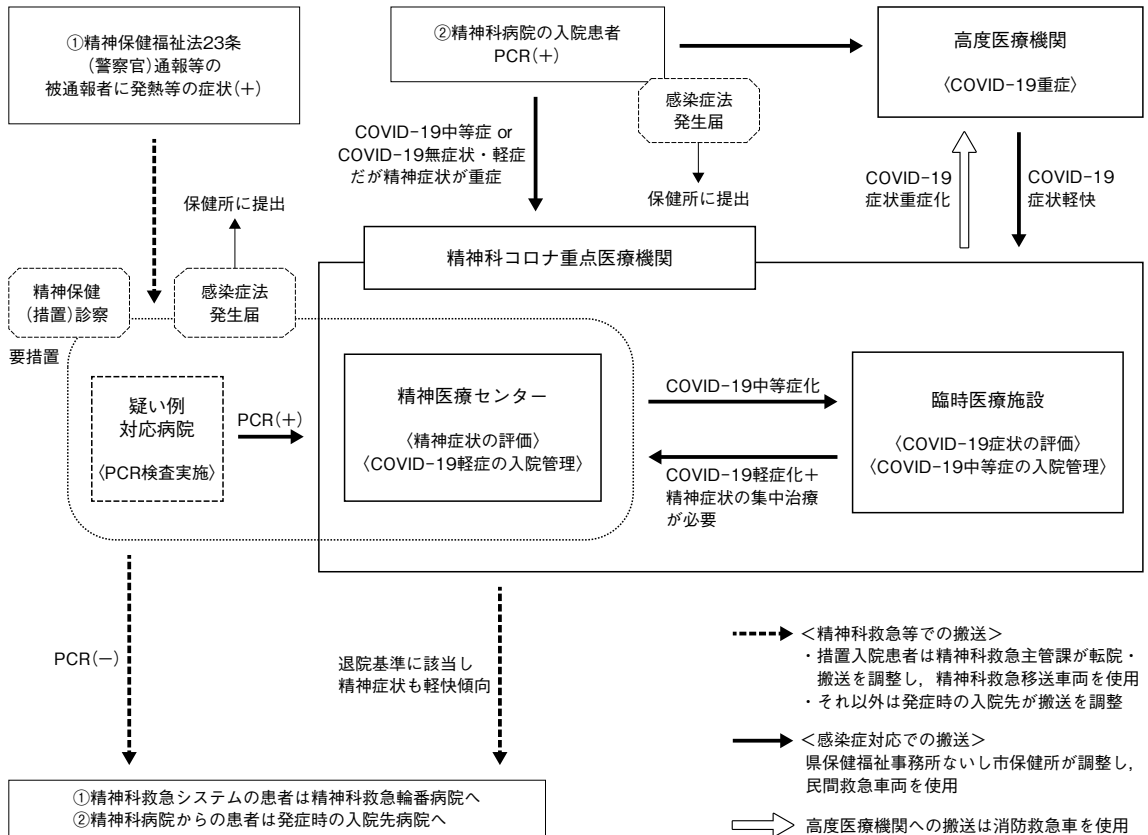 ①精神保健福祉法23条
(警察官)通報等の
被通報者に発熱等の症状(+)
②精神科病院の入院患者
PCR(+)
高度医療機関
〈COVID-19重症〉
感染症法
発生届
COVID-19中等症 or
COVID-19無症状・軽症
だが精神症状が重症
保健所に提出
COVID-19
症状重症化
COVID-19
症状軽快
保健所に提出
精神科コロナ重点医療機関
精神保健
(措置)診察
感染症法
発生届
要措置
疑い例
対応病院
〈PCR検査実施〉
PCR(+)
精神医療センター
〈精神症状の評価〉
〈COVID-19軽症の入院管理〉
COVID-19中等症化
COVID-19軽症化+
精神症状の集中治療
が必要
臨時医療施設
〈COVID-19症状の評価〉
〈COVID-19中等症の入院管理〉
PCR(-)
退院基準に該当し
精神症状も軽快傾向
＜精神科救急等での搬送＞
・措置入院患者は精神科救急主管課が転院・
搬送を調整し，精神科救急移送車両を使用
・それ以外は発症時の入院先が搬送を調整
＜感染症対応での搬送＞
県保健福祉事務所ないし市保健所が調整し，
民間救急車両を使用
高度医療機関への搬送は消防救急車を使用
①精神科救急システムの患者は精神科救急輪番病院へ
②精神科病院からの患者は発症時の入院先病院へ